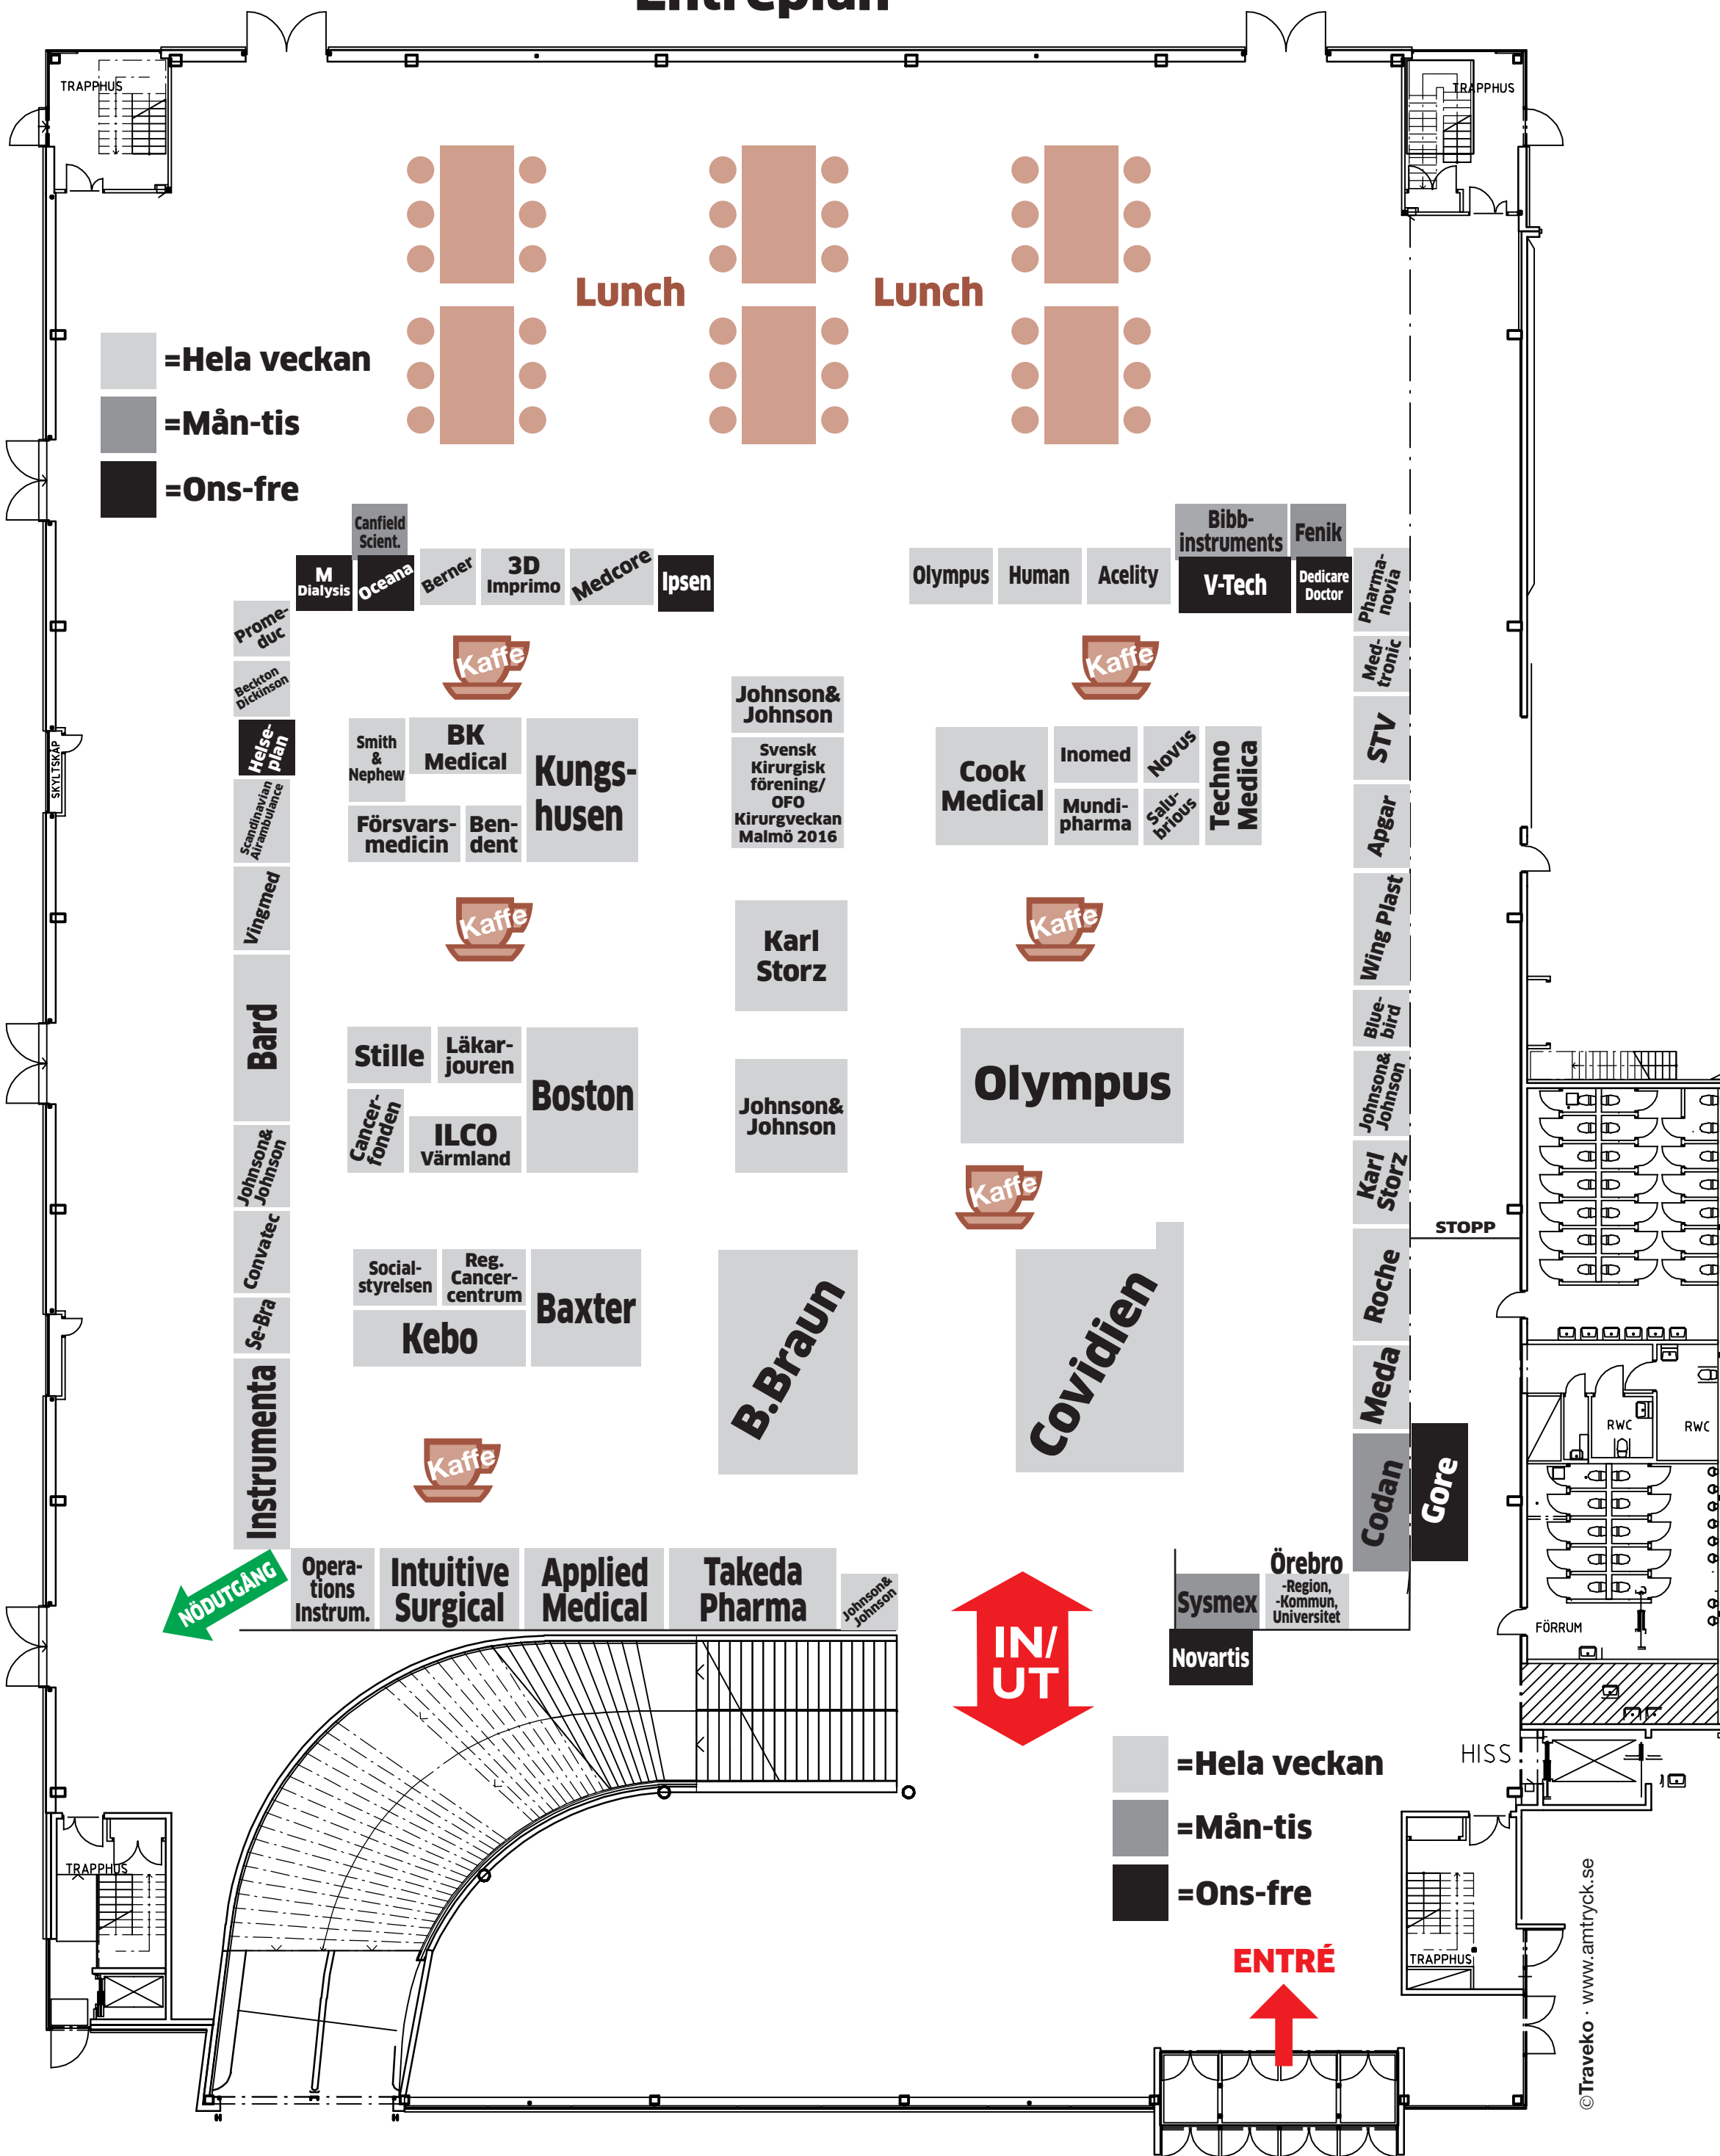 Entréplan
TRAPPHUS
TRAPPHUS
Lunch
Lunch
=Hela veckan
=Mån-tis
=Ons-fre
Canfield
Scient.
M
Dialysis
Oceana
Berner
3D
Imprimo
Medcore
Ipsen
Olympus
Human
Acelity
Bibb-
instruments
Fenik
V-Tech
Dedicare
Doctor
Pharma-
novia
Prome-
duc
Beckton
Dickinson
Helse-
plan
Scandinavian
Airambulance
Vingmed
Bard
Johnson&
Johnson
Convatec
Se-Bra
Instrumenta
SKYLTSKÅP
Kaffe
Kaffe
Smith
&
Nephew
BK
Medical
Kungs-
husen
Försvars-
medicin
Ben-
dent
Johnson&
Johnson
Svensk
Kirurgisk
förening/
OFO
Kirurgveckan
Malmö 2016
Cook
Medical
Inomed
Novus
Techno
Medica
Mundi-
pharma
Salu-
brious
Med-
tronic
STV
Apgar
Wing Plast
Blue-
bird
Johnson&
Johnson
Karl
Storz
Roche
Meda
Codan
Gore
STOPP
Kaffe
Kaffe
Karl
Storz
Stille
Läkar-
jouren
Boston
Cancer-
fonden
ILCO
Värmland
Johnson&
Johnson
Olympus
Kaffe
Social-
styrelsen
Reg.
Cancer-
centrum
Baxter
Kebo
B.Braun
Covidien
Kaffe
RWC
RWC
FÖRRUM
NÖDUTGÅNG
Opera-
tions
Instrum.
Intuitive
Surgical
Applied
Medical
Takeda
Pharma
Johnson&
Johnson
IN/
UT
Sysmex
Örebro
-Region,
-Kommun,
Universitet
Novartis
HISS
=Hela veckan
=Mån-tis
=Ons-fre
TRAPPHUS
TRAPPHUS
ENTRÉ
©Traveko · www.amtryck.se